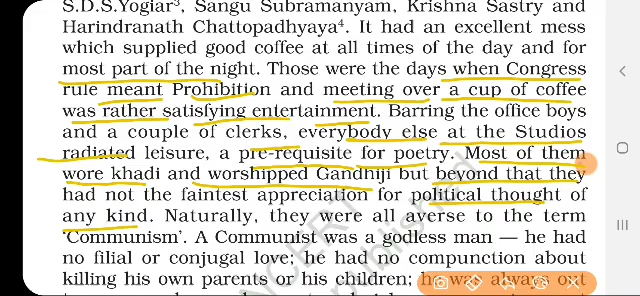 S.D.S.Yogiar³, Sangu Subramanyam, Krishna Sastry and
Harindranath Chattopadhyaya⁴. It had an excellent mess
which supplied good coffee at all times of the day and for
most part of the night. Those were the days when Congress
rule meant Prohibition and meeting over a cup of coffee
was rather satisfying entertainment. Barring the office boys
and a couple of clerks, everybody else at the Studios
radiated leisure, a pre-requisite for poetry. Most of them
wore khadi and worshipped Gandhiji but beyond that they
had not the faintest appreciation for political thought of
any kind. Naturally, they were all averse to the term
‘Communism’. A Communist was a godless man — he had
no filial or conjugal love; he had no compunction about
killing his own parents or his children; he was always out